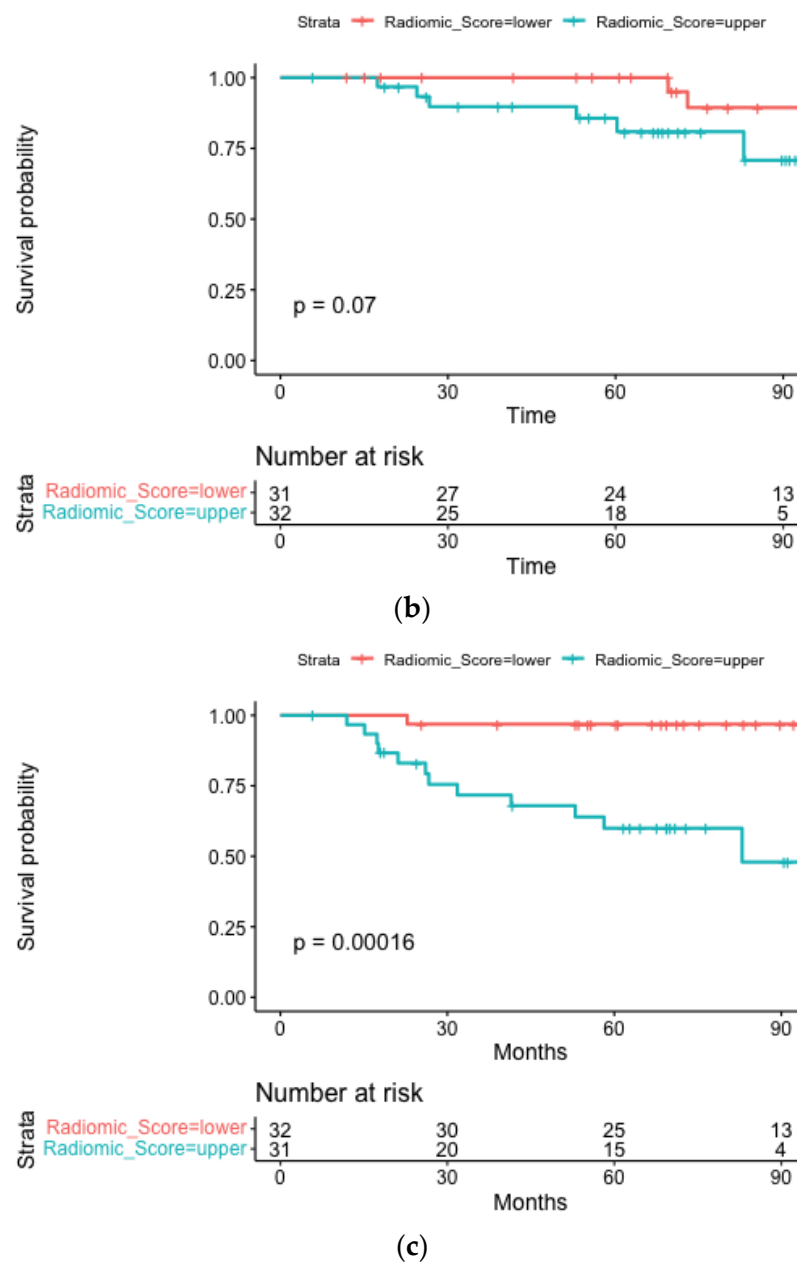 Strata Radiomic_Score=lower Radiomic_Score=upper
1.00
0.75
0.50
0.25
0.00
Survival probability
p = 0.07
0 30 60 90
Time
Number at risk
Strata
Radiomic_Score=lower 31 27 24 13
Radiomic_Score=upper 32 25 18 5
0 30 60 90
Time
(b)
Strata Radiomic_Score=lower Radiomic_Score=upper
1.00
0.75
0.50
0.25
0.00
Survival probability
p = 0.00016
0 30 60 90
Months
Number at risk
Strata
Radiomic_Score=lower 32 30 25 13
Radiomic_Score=upper 31 20 15 4
0 30 60 90
Months
(c)